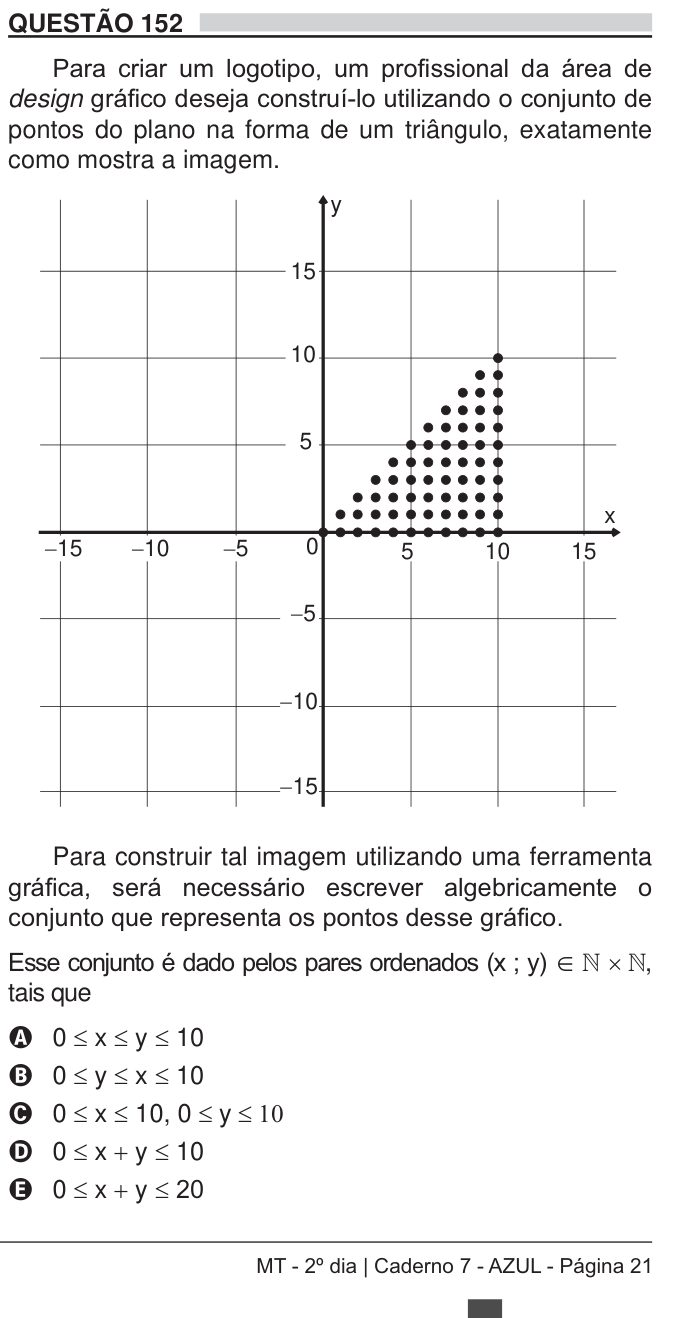 QUESTÃO 152
Para criar um logotipo, um profissional da área de
design gráfico deseja construí-lo utilizando o conjunto de
pontos do plano na forma de um triângulo, exatamente
como mostra a imagem.
y
15
10
5
x
−15 −10 −5 0 5 10 15
−5
−10
−15
Para construir tal imagem utilizando uma ferramenta
gráfica, será necessário escrever algebricamente o
conjunto que representa os pontos desse gráfico.
Esse conjunto é dado pelos pares ordenados (x ; y) ∈ ℕ × ℕ,
tais que
A 0 ≤ x ≤ y ≤ 10
B 0 ≤ y ≤ x ≤ 10
C 0 ≤ x ≤ 10, 0 ≤ y ≤ 10
D 0 ≤ x + y ≤ 10
E 0 ≤ x + y ≤ 20
MT - 2º dia | Caderno 7 - AZUL - Página 21